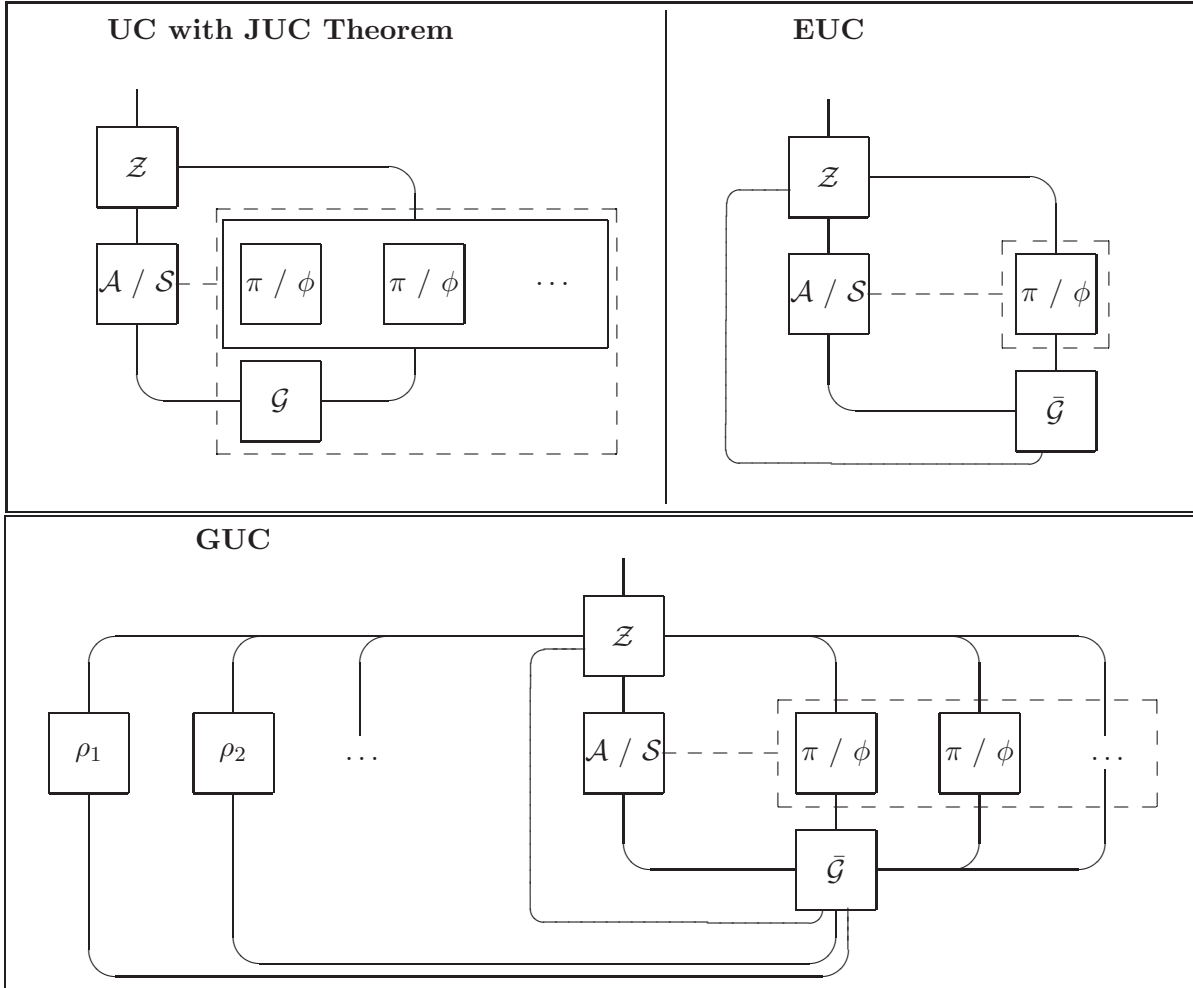 UC with JUC Theorem
𝒵
𝒜 / 𝒮
π / ϕ
π / ϕ
...
𝒢
EUC
𝒵
𝒜 / 𝒮
π / ϕ
𝒢̄
GUC
𝒵
ρ₁
ρ₂
...
𝒜 / 𝒮
π / ϕ
π / ϕ
...
𝒢̄